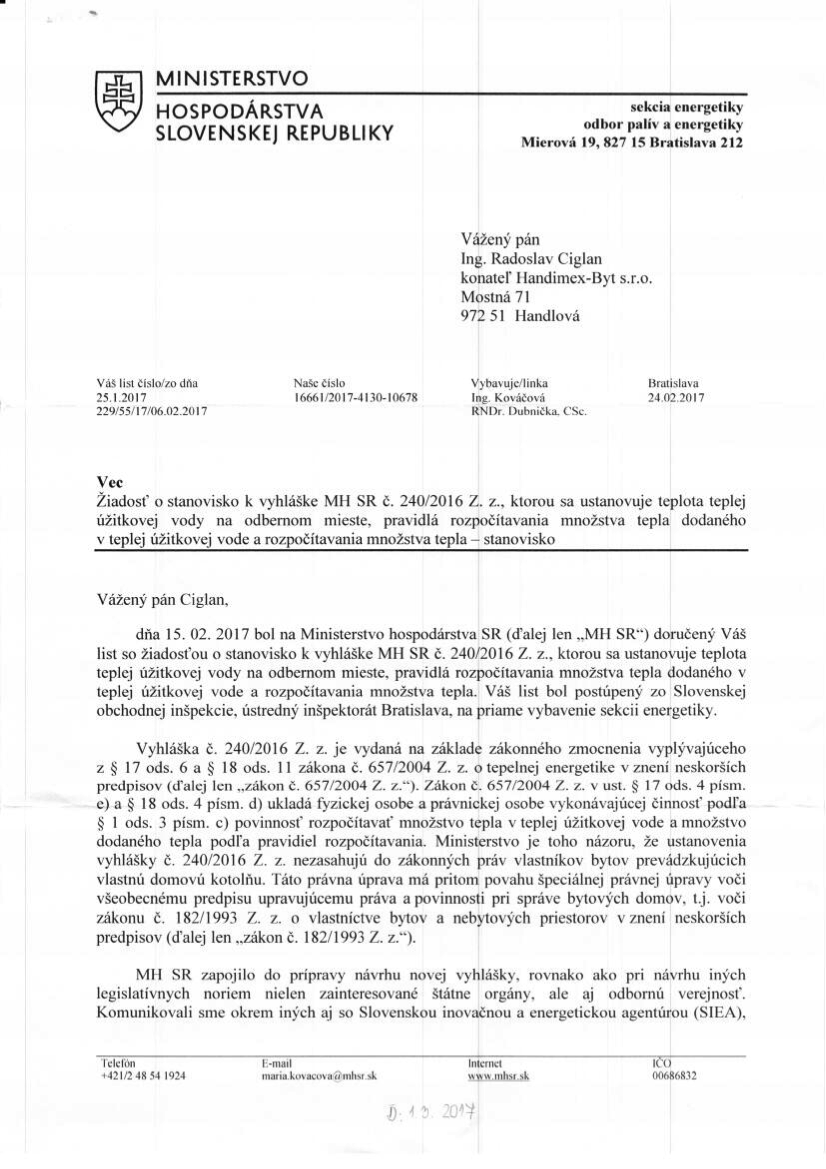 MINISTERSTVO
HOSPODÁRSTVA
SLOVENSKEJ REPUBLIKY
sekcia energetiky
odbor palív a energetiky
Mierová 19, 827 15 Bratislava 212
Vážený pán
Ing. Radoslav Ciglan
konateľ Handimex-Byt s.r.o.
Mostná 71
972 51 Handlová
Váš list číslo/zo dňa Naše číslo Vybavuje/linka Bratislava
25.1.2017 16661/2017-4130-10678 Ing. Kováčová 24.02.2017
229/55/17/06.02.2017 RNDr. Dubnička, CSc.
Vec
Žiadosť o stanovisko k vyhláške MH SR č. 240/2016 Z. z., ktorou sa ustanovuje teplota teplej
úžitkovej vody na odbernom mieste, pravidlá rozpočítavania množstva tepla dodaného
v teplej úžitkovej vode a rozpočítavania množstva tepla – stanovisko
Vážený pán Ciglan,
dňa 15. 02. 2017 bol na Ministerstvo hospodárstva SR (ďalej len „MH SR“) doručený Váš
list so žiadosťou o stanovisko k vyhláške MH SR č. 240/2016 Z. z., ktorou sa ustanovuje teplota
teplej úžitkovej vody na odbernom mieste, pravidlá rozpočítavania množstva tepla dodaného v
teplej úžitkovej vode a rozpočítavania množstva tepla. Váš list bol postúpený zo Slovenskej
obchodnej inšpekcie, ústredný inšpektorát Bratislava, na priame vybavenie sekcii energetiky.
Vyhláška č. 240/2016 Z. z. je vydaná na základe zákonného zmocnenia vyplývajúceho
z § 17 ods. 6 a § 18 ods. 11 zákona č. 657/2004 Z. z. o tepelnej energetike v znení neskorších
predpisov (ďalej len „zákon č. 657/2004 Z. z.“). Zákon č. 657/2004 Z. z. v ust. § 17 ods. 4 písm.
e) a § 18 ods. 4 písm. d) ukladá fyzickej osobe a právnickej osobe vykonávajúcej činnosť podľa
§ 1 ods. 3 písm. c) povinnosť rozpočítavať množstvo tepla v teplej úžitkovej vode a množstvo
dodaného tepla podľa pravidiel rozpočítavania. Ministerstvo je toho názoru, že ustanovenia
vyhlášky č. 240/2016 Z. z. nezasahujú do zákonných práv vlastníkov bytov prevádzkujúcich
vlastnú domovú kotolňu. Táto právna úprava má pritom povahu špeciálnej právnej úpravy voči
všeobecnému predpisu upravujúcemu práva a povinnosti pri správe bytových domov, t.j. voči
zákonu č. 182/1993 Z. z. o vlastníctve bytov a nebytových priestorov v znení neskorších
predpisov (ďalej len „zákon č. 182/1993 Z. z.“).
MH SR zapojilo do prípravy návrhu novej vyhlášky, rovnako ako pri návrhu iných
legislatívnych noriem nielen zainteresované štátne orgány, ale aj odbornú verejnosť.
Komunikovali sme okrem iných aj so Slovenskou inovačnou a energetickou agentúrou (SIEA),
Telefón E-mail Internet IČO
+421/2 48 54 1924 maria.kovacova@mhsr.sk www.mhsr.sk 00686832
D: 1.3. 2017